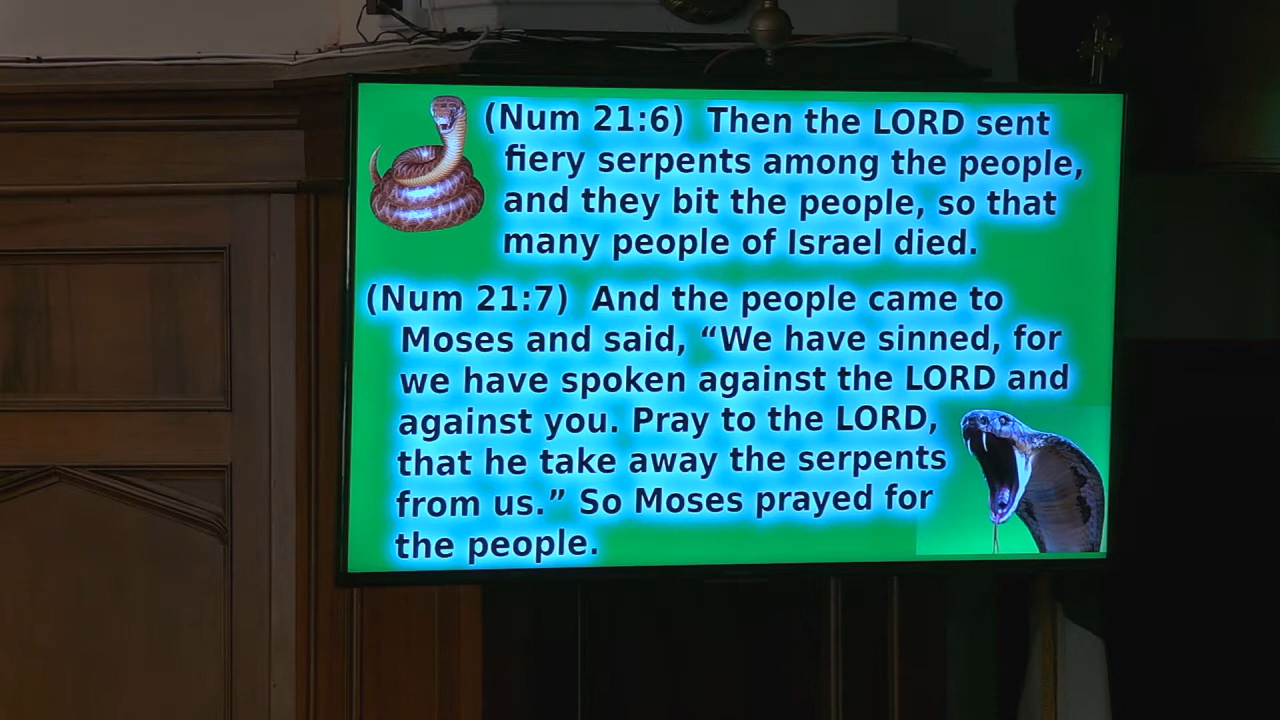 (Num 21:6) Then the LORD sent
fiery serpents among the people,
and they bit the people, so that
many people of Israel died.
(Num 21:7) And the people came to
Moses and said, “We have sinned, for
we have spoken against the LORD and
against you. Pray to the LORD,
that he take away the serpents
from us.” So Moses prayed for
the people.